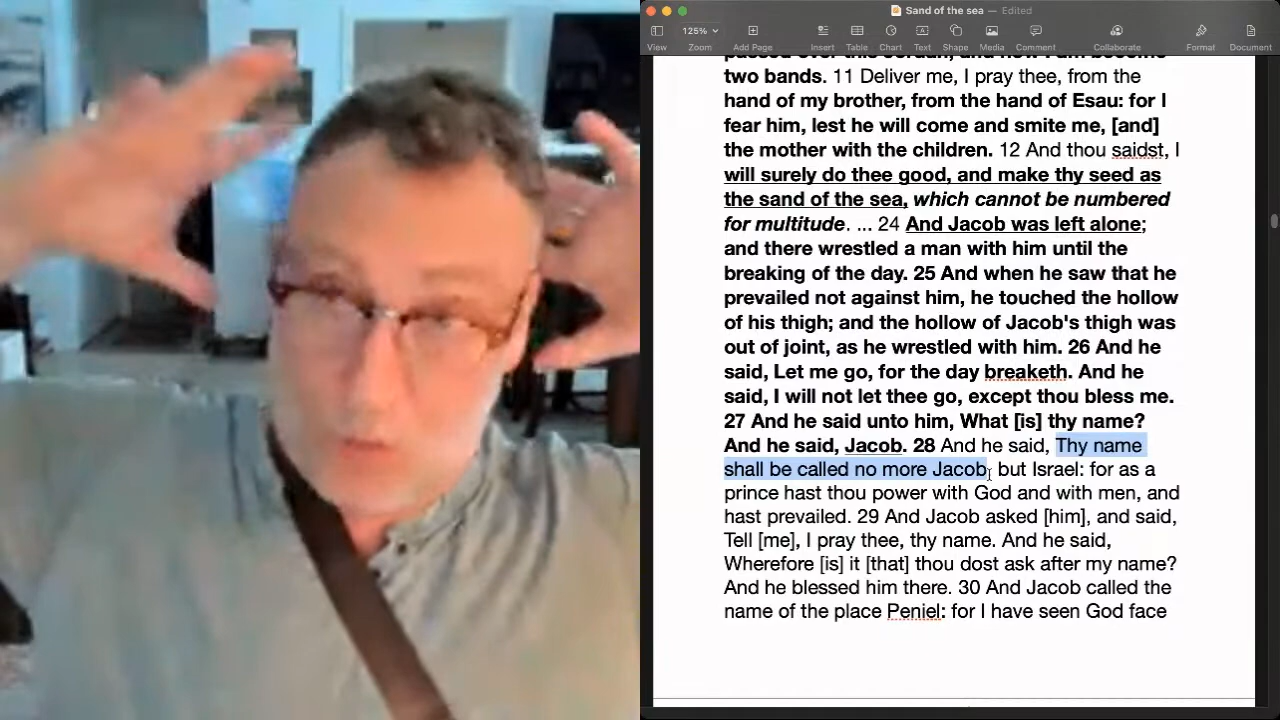 Sand of the sea — Edited
125%
View Zoom Add Page Insert Table Chart Text Shape Media Comment Collaborate Format Document
two bands. 11 Deliver me, I pray thee, from the
hand of my brother, from the hand of Esau: for I
fear him, lest he will come and smite me, [and]
the mother with the children. 12 And thou saidst, I
will surely do thee good, and make thy seed as
the sand of the sea, which cannot be numbered
for multitude. ... 24 And Jacob was left alone;
and there wrestled a man with him until the
breaking of the day. 25 And when he saw that he
prevailed not against him, he touched the hollow
of his thigh; and the hollow of Jacob's thigh was
out of joint, as he wrestled with him. 26 And he
said, Let me go, for the day breaketh. And he
said, I will not let thee go, except thou bless me.
27 And he said unto him, What [is] thy name?
And he said, Jacob. 28 And he said, Thy name
shall be called no more Jacob, but Israel: for as a
prince hast thou power with God and with men, and
hast prevailed. 29 And Jacob asked [him], and said,
Tell [me], I pray thee, thy name. And he said,
Wherefore [is] it [that] thou dost ask after my name?
And he blessed him there. 30 And Jacob called the
name of the place Peniel: for I have seen God face